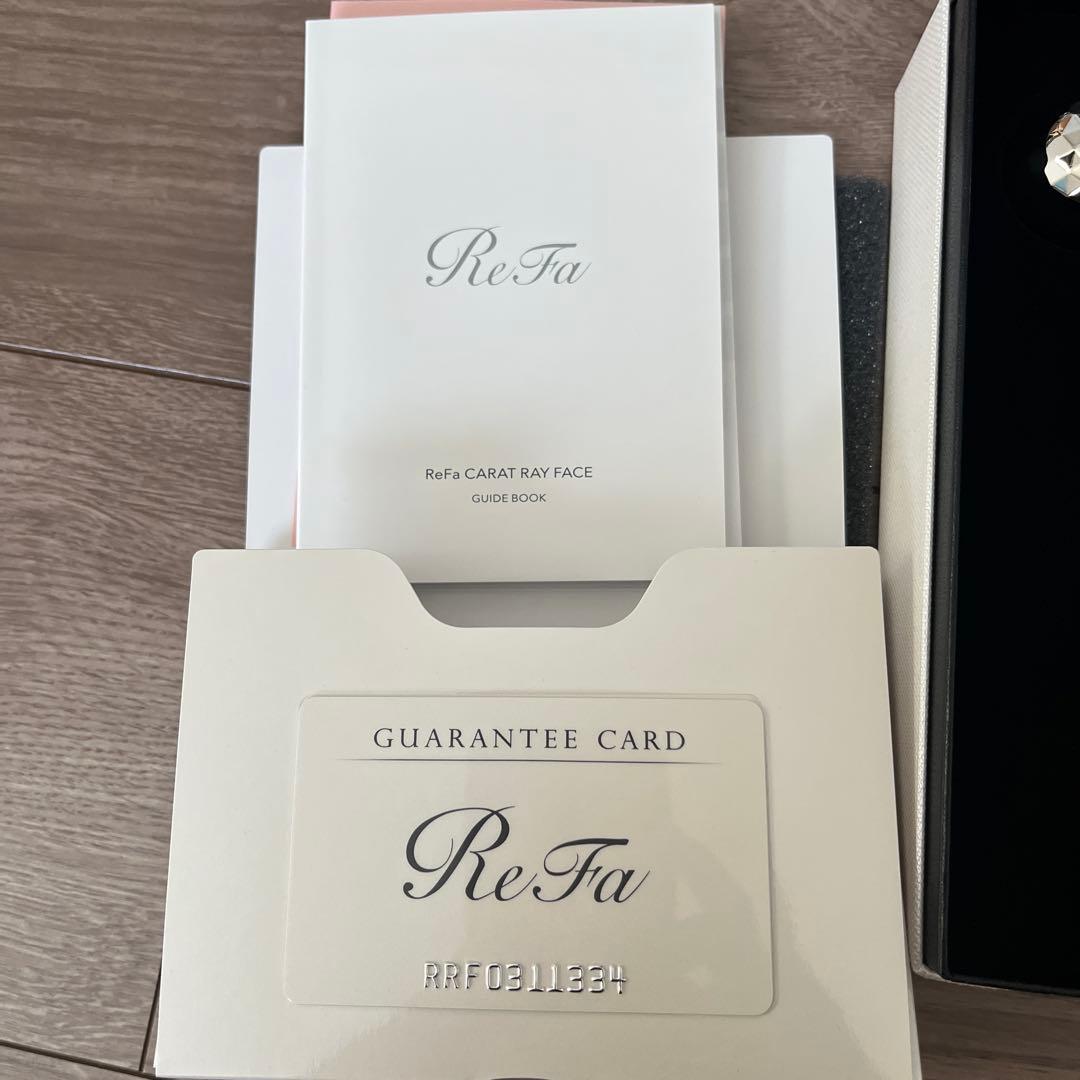 ReFa
ReFa CARAT RAY FACE
GUIDE BOOK
GUARANTEE CARD
ReFa
RRF0311334